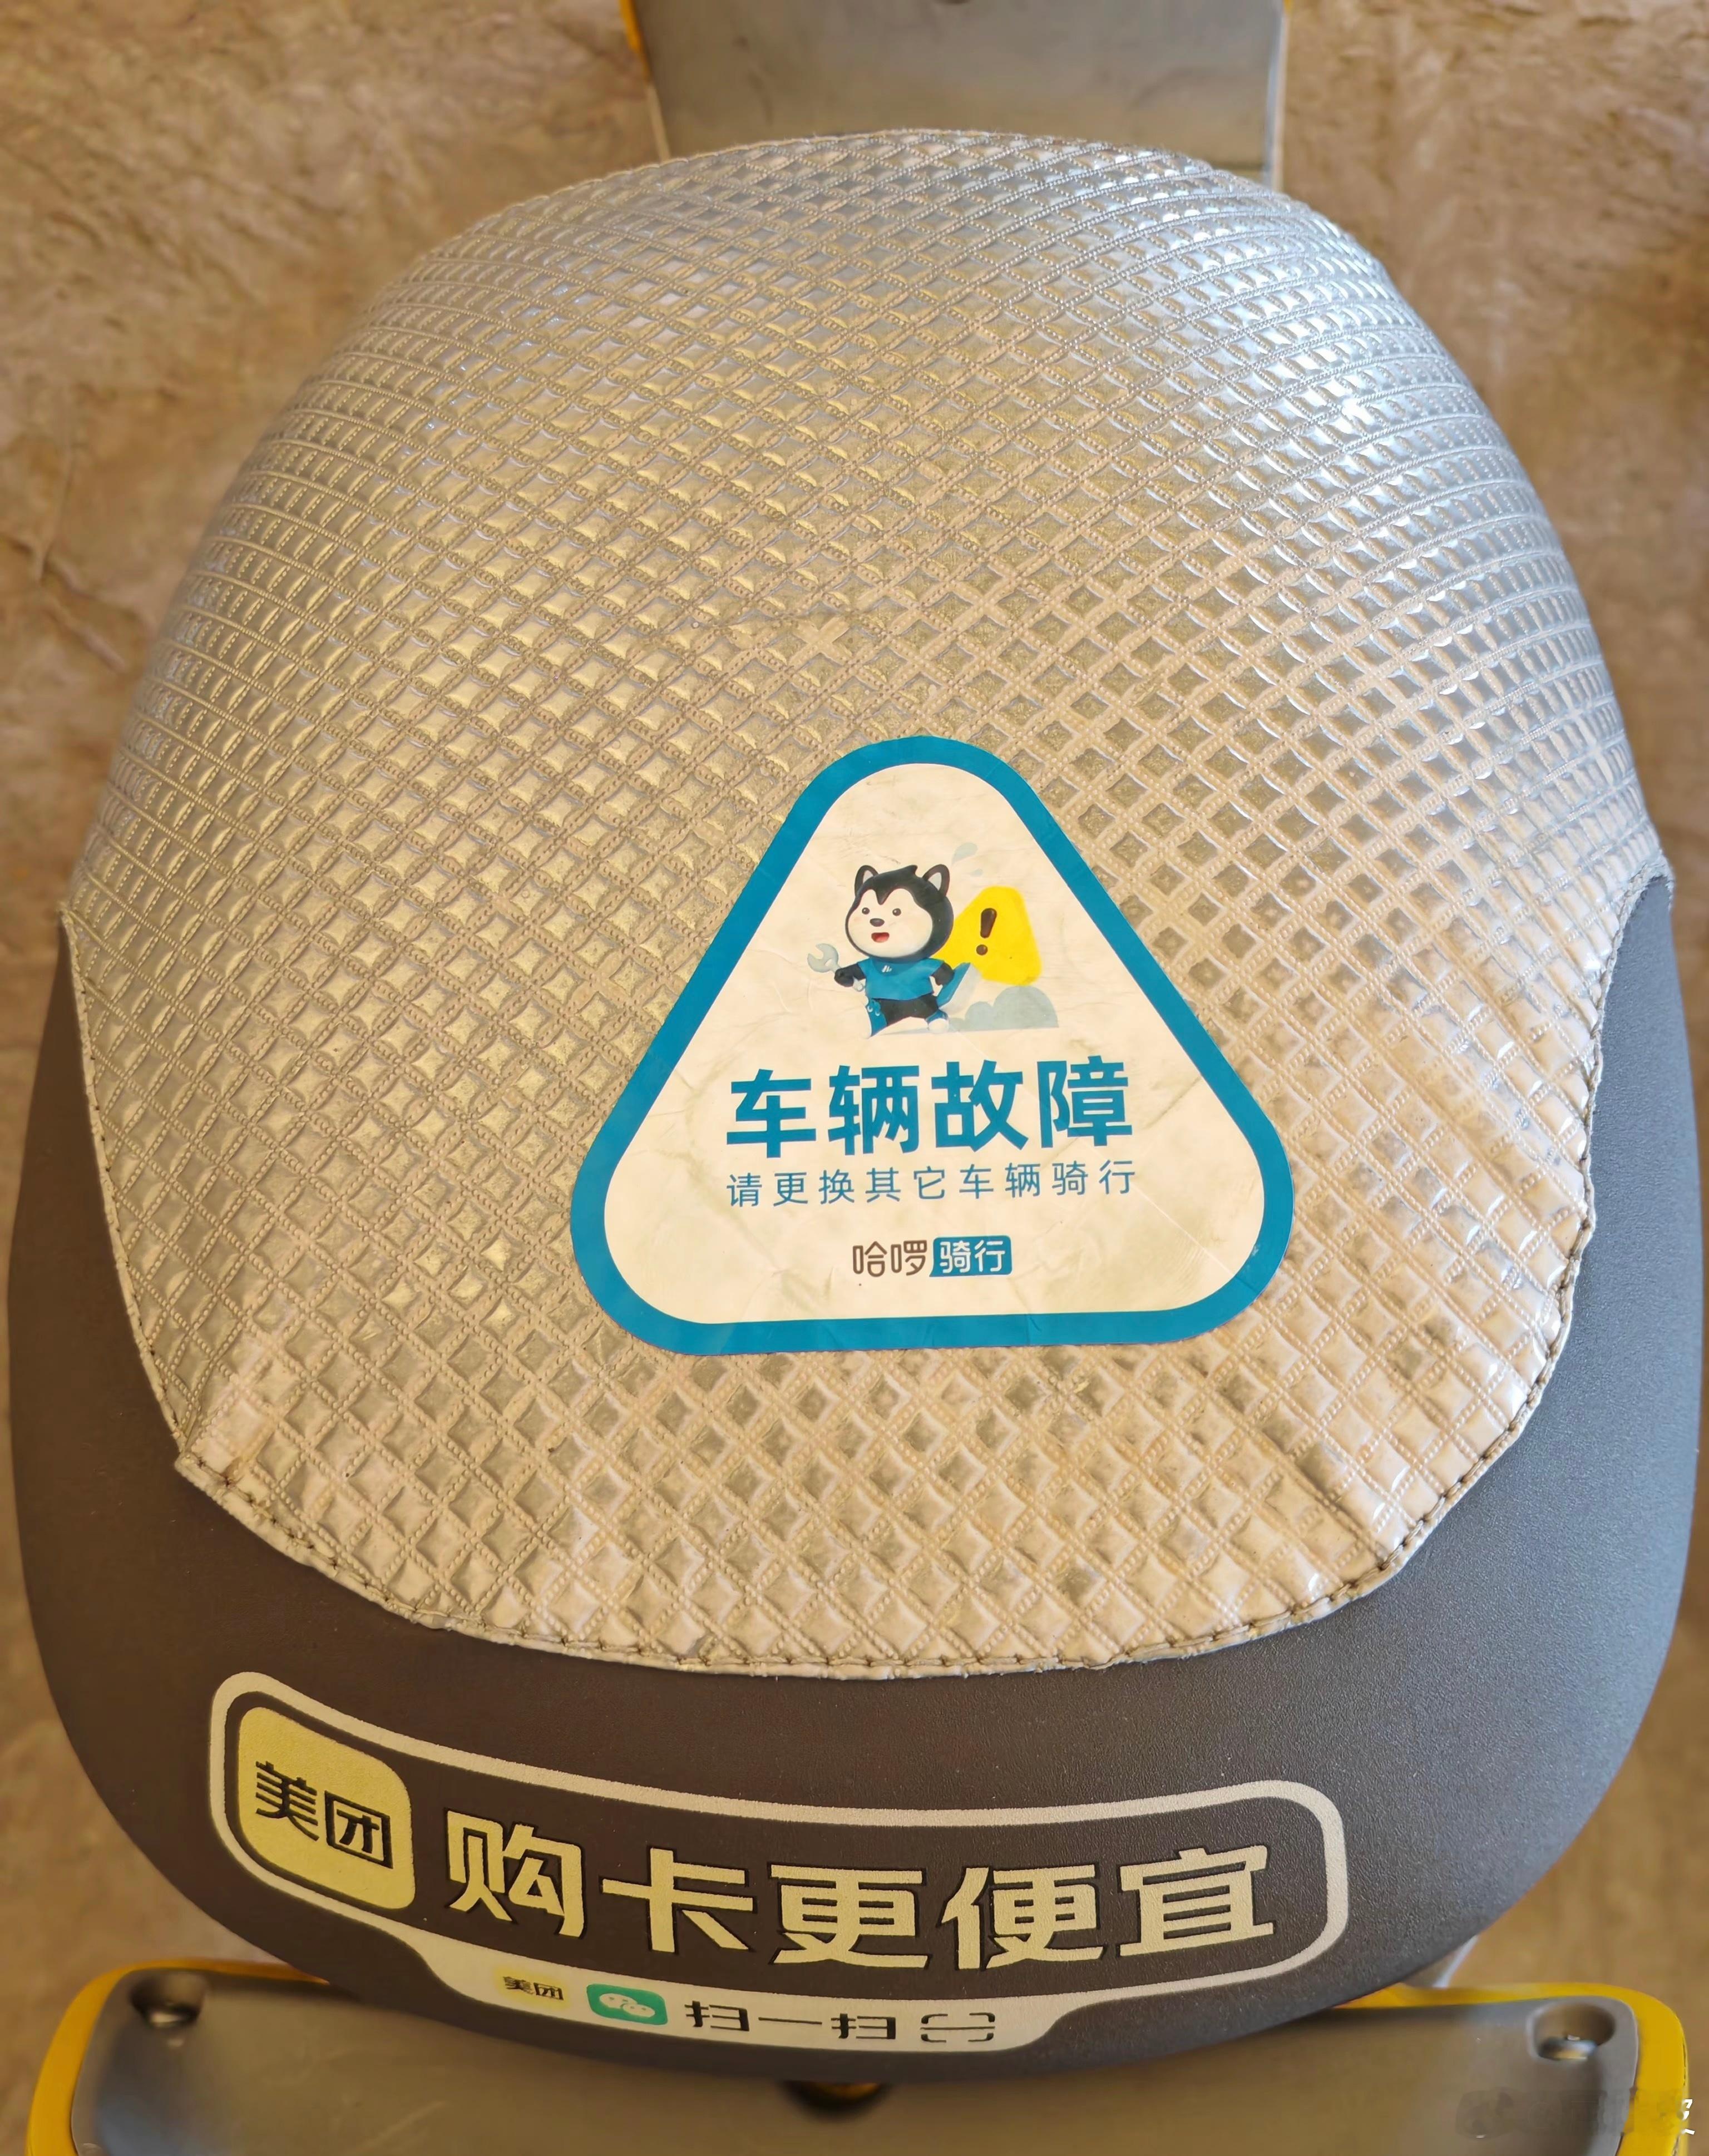 车辆故障
请更换其它车辆骑行
哈啰骑行
美团 购卡更便宜
美团 扫一扫